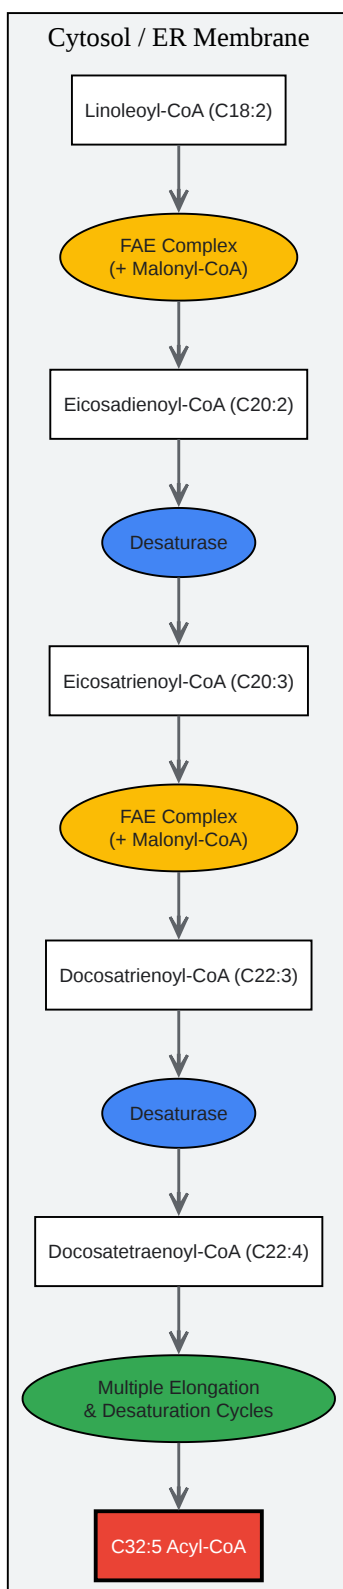 Cytosol / ER Membrane
Linoleoyl-CoA (C18:2)
FAE Complex
(+ Malonyl-CoA)
Eicosadienoyl-CoA (C20:2)
Desaturase
Eicosatrienoyl-CoA (C20:3)
FAE Complex
(+ Malonyl-CoA)
Docosatrienoyl-CoA (C22:3)
Desaturase
Docosatetraenoyl-CoA (C22:4)
Multiple Elongation
& Desaturation Cycles
C32:5 Acyl-CoA